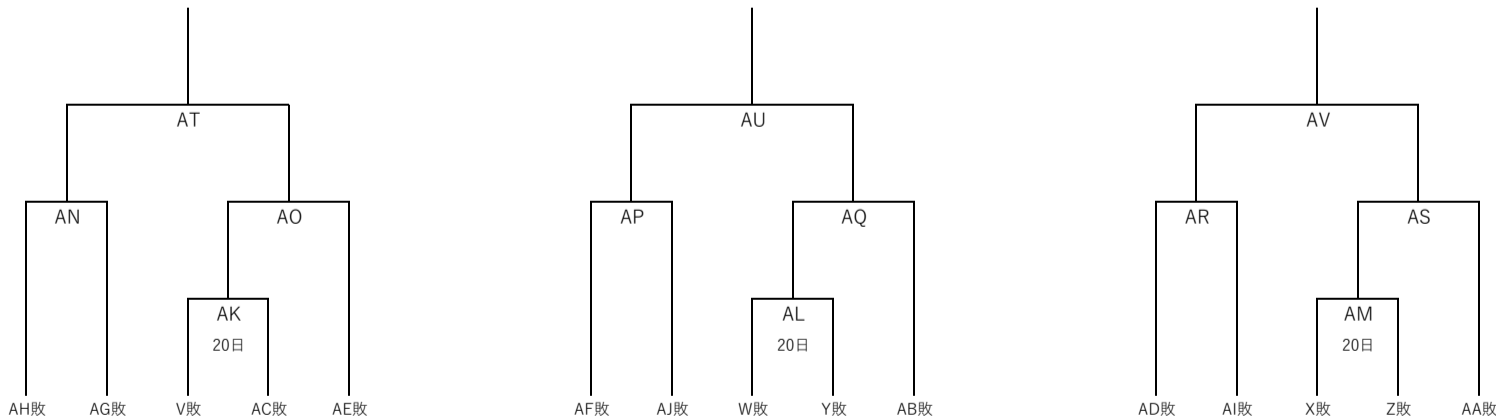 AT AU AV
AN AO AP AQ AR AS
AK AL AM
20日 20日 20日
AH敗 AG敗 V敗 AC敗 AE敗 AF敗 AJ敗 W敗 Y敗 AB敗 AD敗 AI敗 X敗 Z敗 AA敗